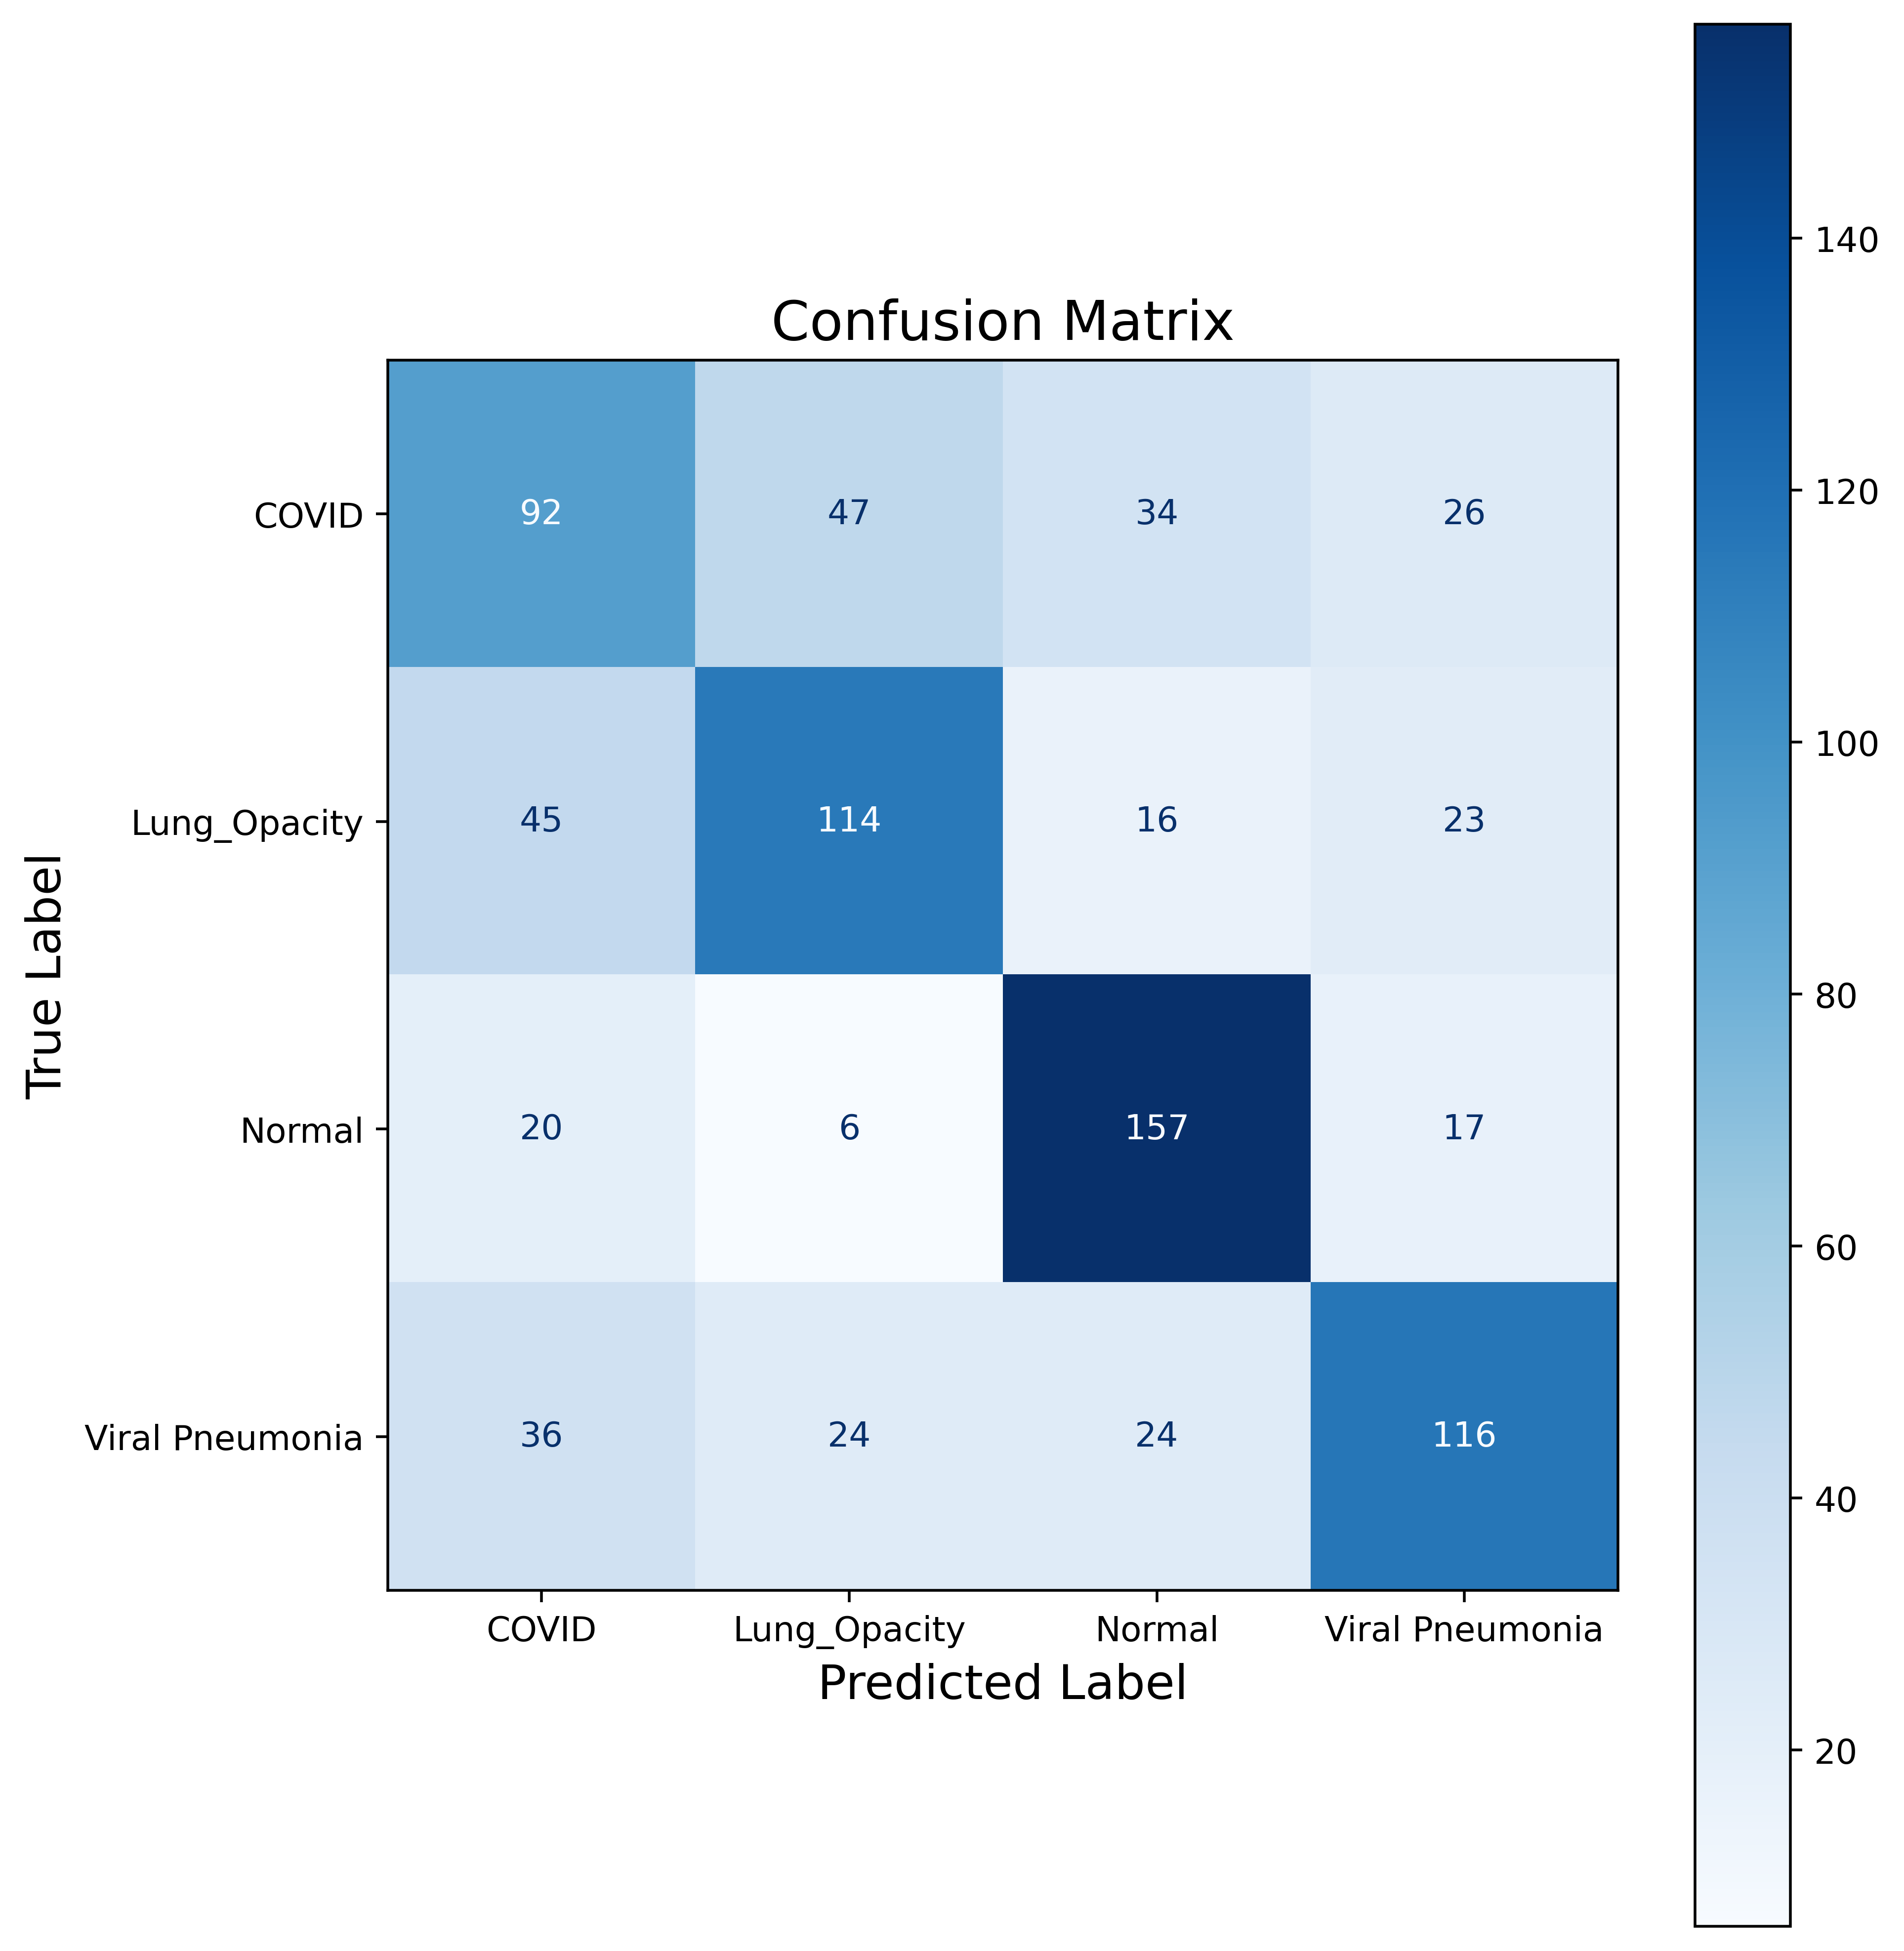 Confusion Matrix
True Label
COVID 92 47 34 26
Lung_Opacity 45 114 16 23
Normal 20 6 157 17
Viral Pneumonia 36 24 24 116
COVID Lung_Opacity Normal Viral Pneumonia
Predicted Label
140
120
100
80
60
40
20